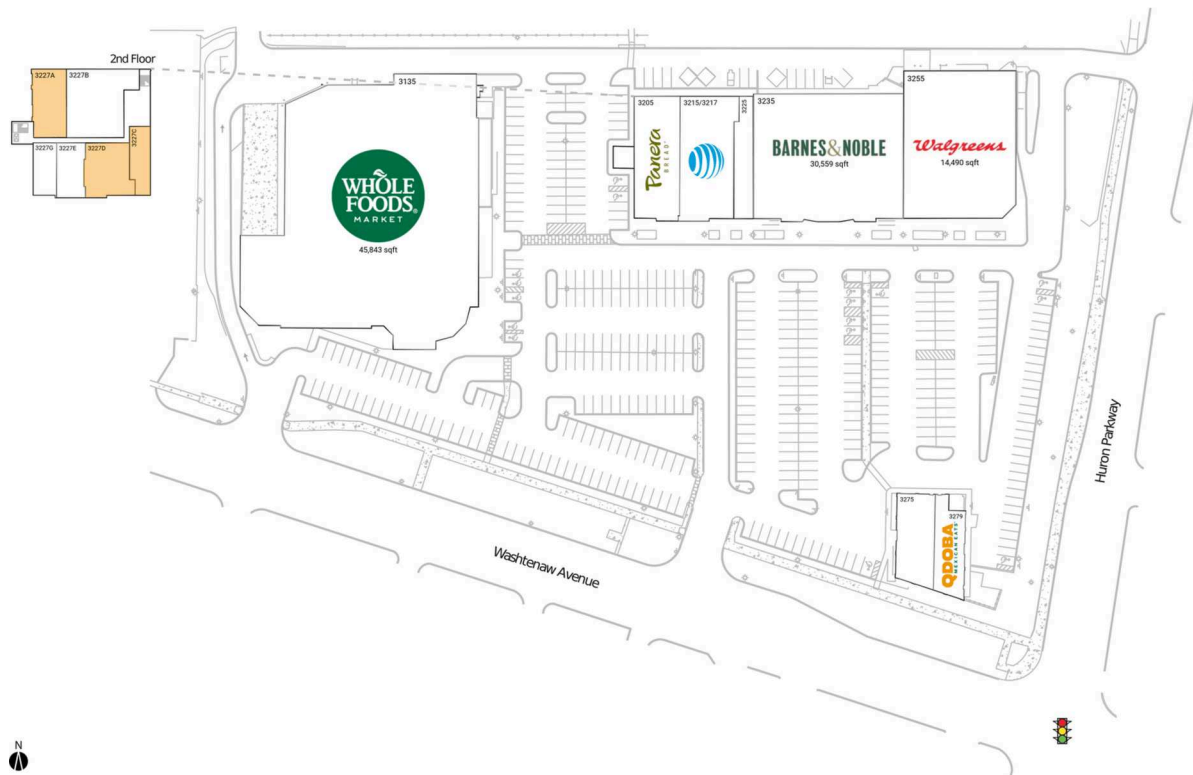 2nd Floor
3227A
3227B
3227C
3227G
3227E
3227D
3135
WHOLE
FOODS
MARKET
45,843 sqft
3205
Panera
BREAD
3215/3217
3225
3235
BARNES&NOBLE
30,559 sqft
3255
Walgreens
14,490 sqft
3275
3279
QDOBA
MEXICAN EATS
Huron Parkway
Washtenaw Avenue
N